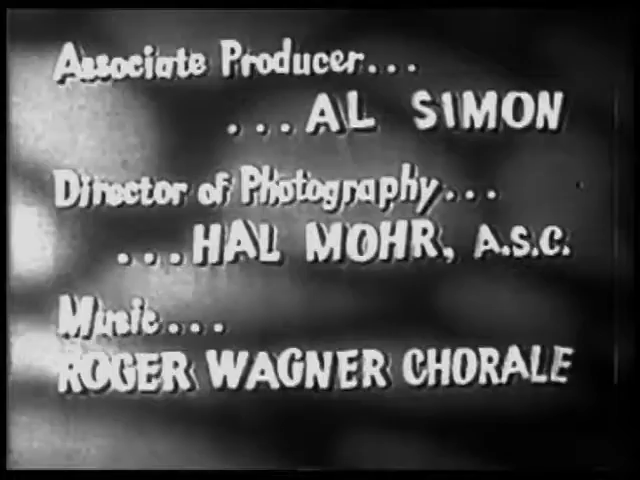 Associate Producer...
...AL SIMON
Director of Photography...
...HAL MOHR, A.S.C.
Music...
ROGER WAGNER CHORALE